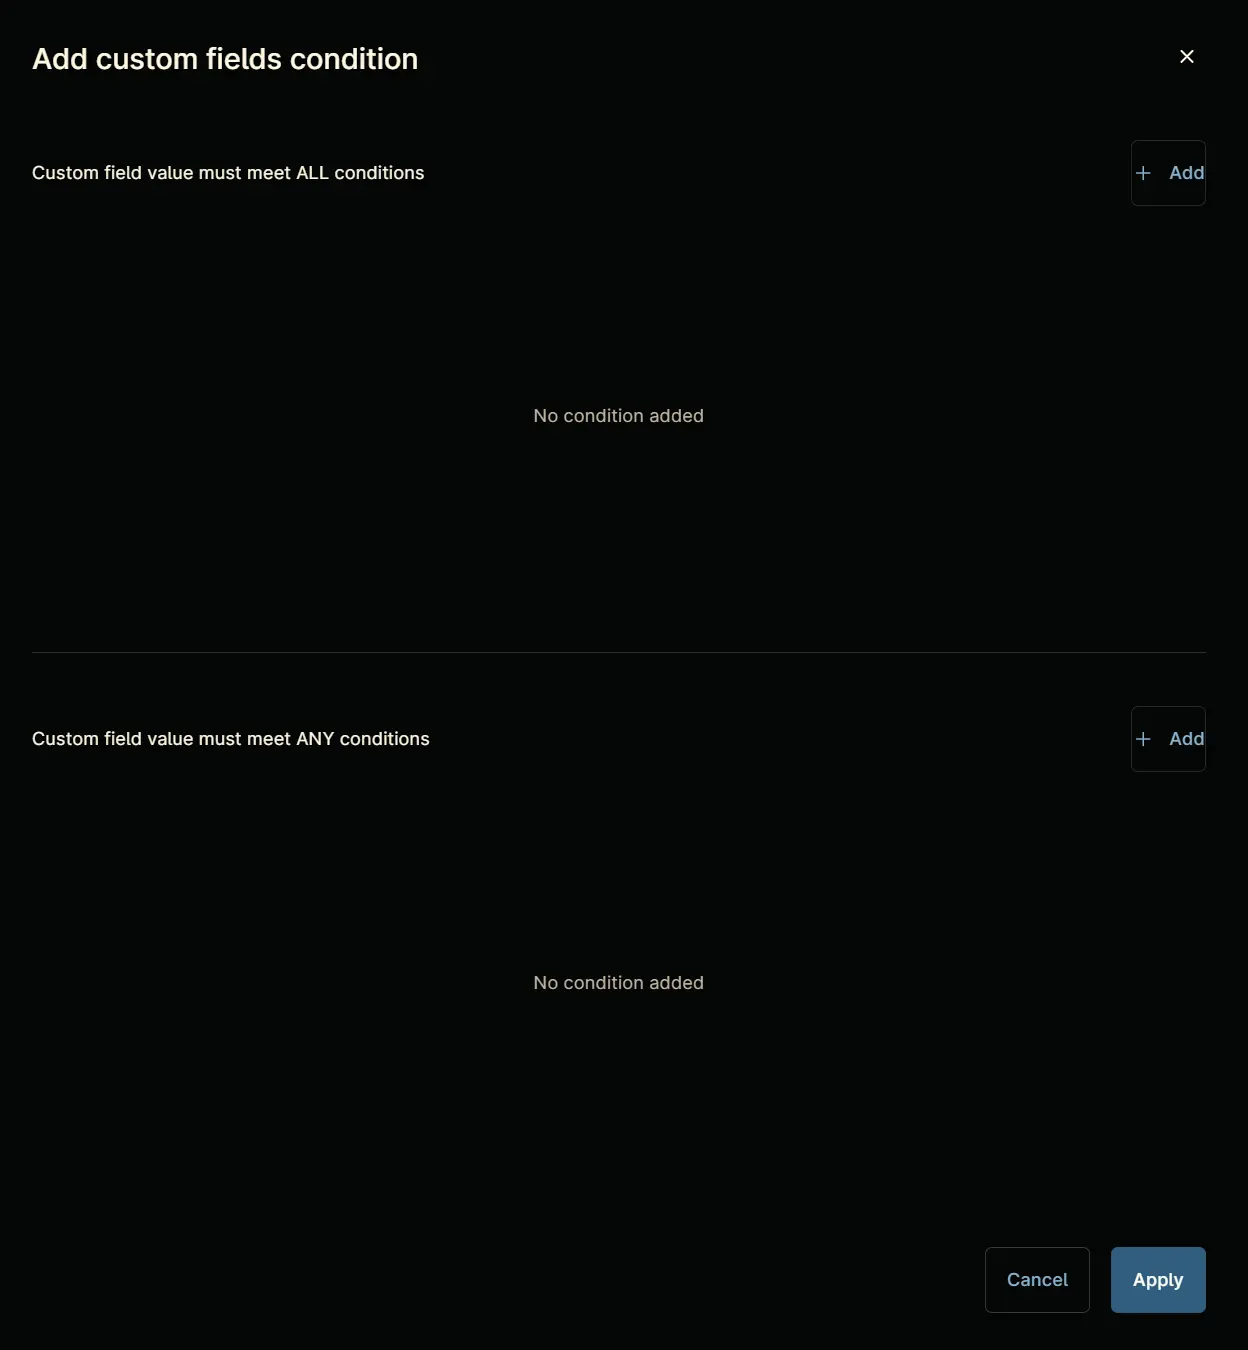 Add custom fields condition
Custom field value must meet ALL conditions
+ Add
No condition added
Custom field value must meet ANY conditions
+ Add
No condition added
Cancel
Apply